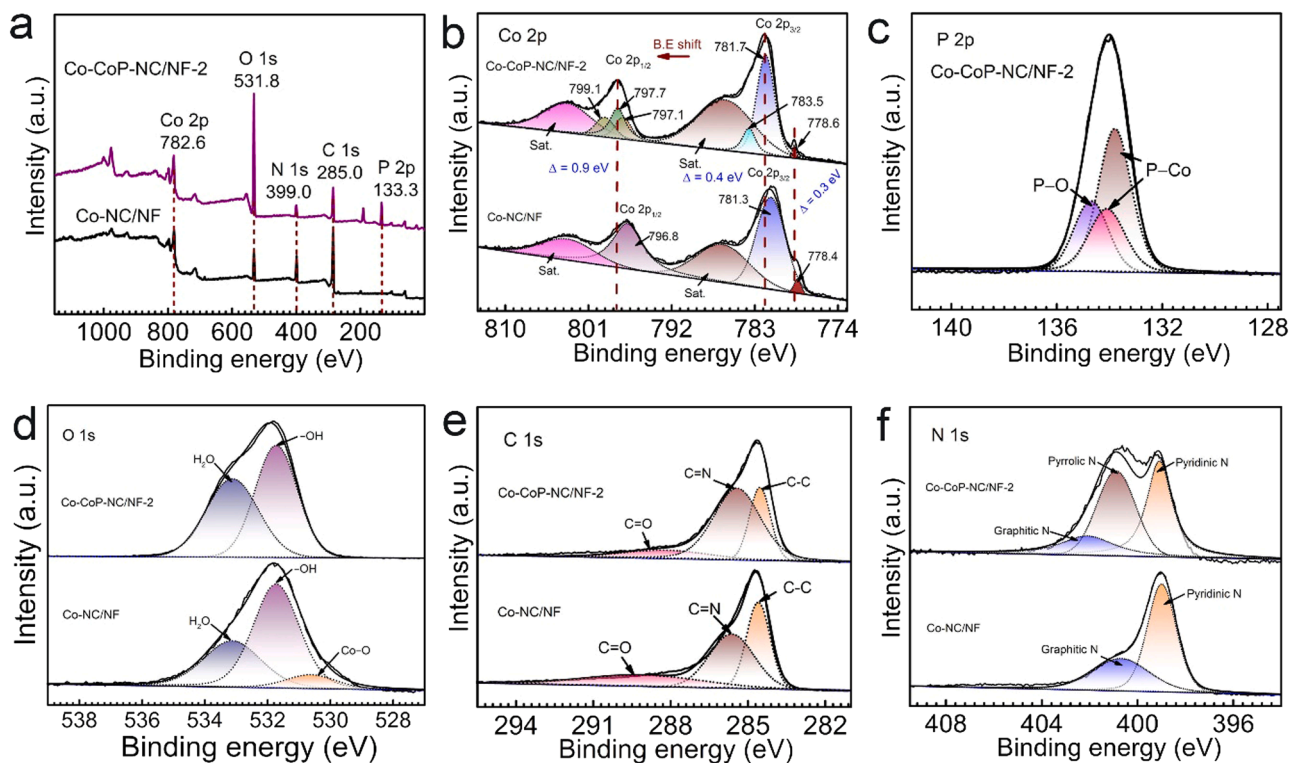 a
Intensity (a.u.)
Co-CoP-NC/NF-2
O 1s
531.8
Co 2p
782.6
N 1s
399.0
C 1s
285.0
P 2p
133.3
Co-NC/NF
1000 800 600 400 200
Binding energy (eV)
b
Intensity (a.u.)
Co 2p
Co-CoP-NC/NF-2
B.E shift
Co 2p3/2
781.7
Co 2p1/2
799.1
797.7
797.1
783.5
778.6
Sat.
Sat.
Δ = 0.9 eV
Δ = 0.4 eV
Δ = 0.3 eV
Co 2p3/2
Co-NC/NF
Co 2p1/2
781.3
796.8
778.4
Sat.
Sat.
810 801 792 783 774
Binding energy (eV)
c
Intensity (a.u.)
P 2p
Co-CoP-NC/NF-2
P–O
P–Co
140 136 132 128
Binding energy (eV)
d
Intensity (a.u.)
O 1s
–OH
H2O
Co-CoP-NC/NF-2
–OH
Co-NC/NF
H2O
Co–O
538 535 533 530 527
Binding energy (eV)
e
Intensity (a.u.)
C 1s
C=N
C-C
Co-CoP-NC/NF-2
C=O
Co-NC/NF
C=N
C-C
C=O
294 291 288 284 281
Binding energy (eV)
f
Intensity (a.u.)
N 1s
Pyrrolic N
Pyridinic N
Co-CoP-NC/NF-2
Graphitic N
Pyridinic N
Co-NC/NF
Graphitic N
408 404 400 396
Binding energy (eV)